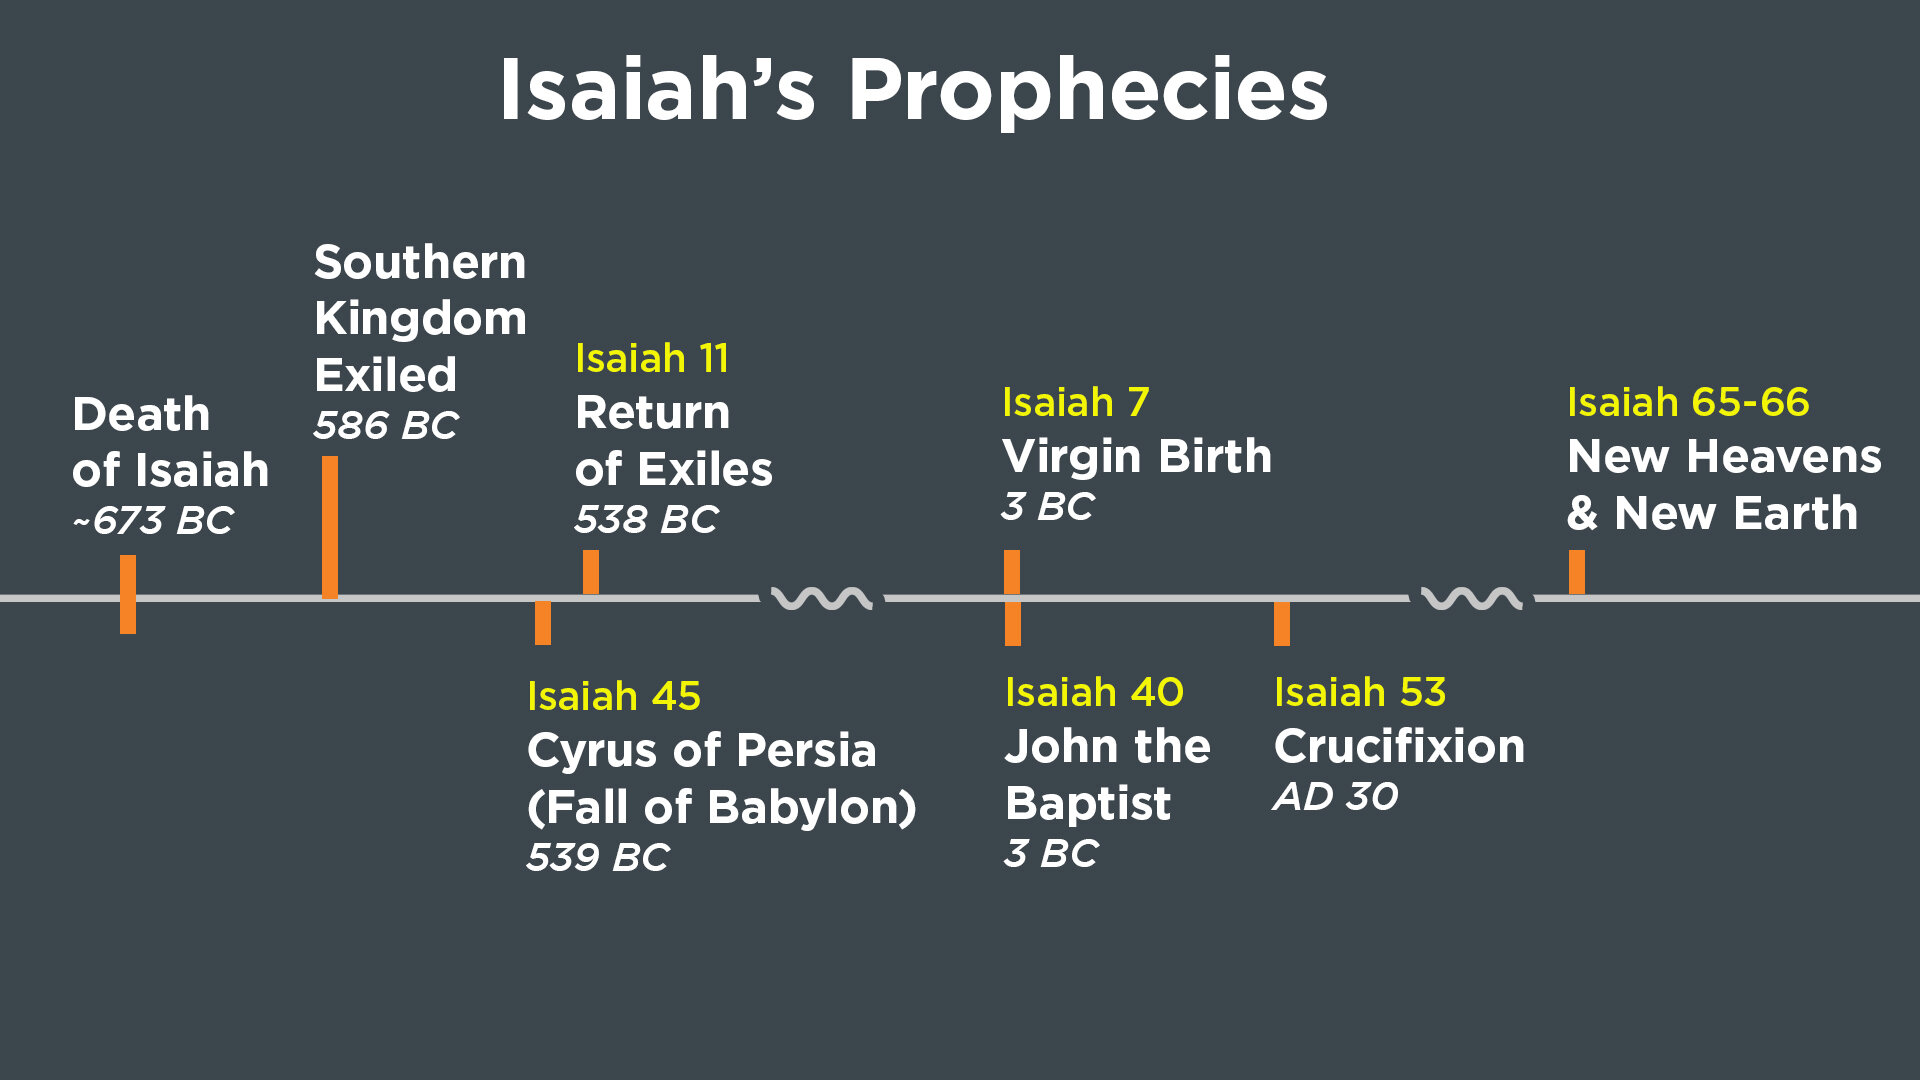 Isaiah’s Prophecies
Death
of Isaiah
~673 BC
Southern
Kingdom
Exiled
586 BC
Isaiah 11
Return
of Exiles
538 BC
Isaiah 45
Cyrus of Persia
(Fall of Babylon)
539 BC
Isaiah 7
Virgin Birth
3 BC
Isaiah 40
John the
Baptist
3 BC
Isaiah 53
Crucifixion
AD 30
Isaiah 65-66
New Heavens
& New Earth